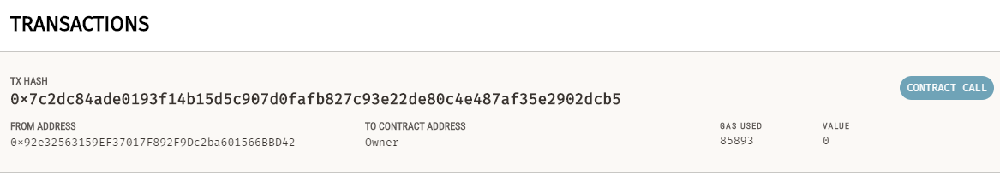 TRANSACTIONS
TX HASH
0×7c2dc84ade0193f14b15d5c907d0fafb827c93e22de80c4e487af35e2902dcb5
CONTRACT CALL
FROM ADDRESS
0×92e32563159EF37017F892F9Dc2ba601566BBD42
TO CONTRACT ADDRESS
Owner
GAS USED
85893
VALUE
0